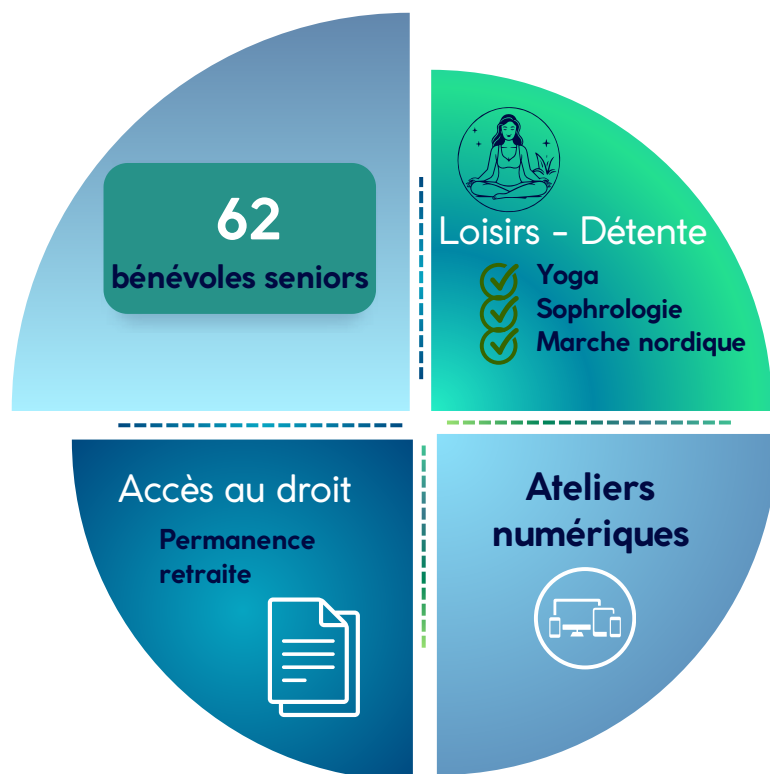 62
bénévoles seniors
Loisirs - Détente
Yoga
Sophrologie
Marche nordique
Accès au droit
Permanence
retraite
Ateliers
numériques